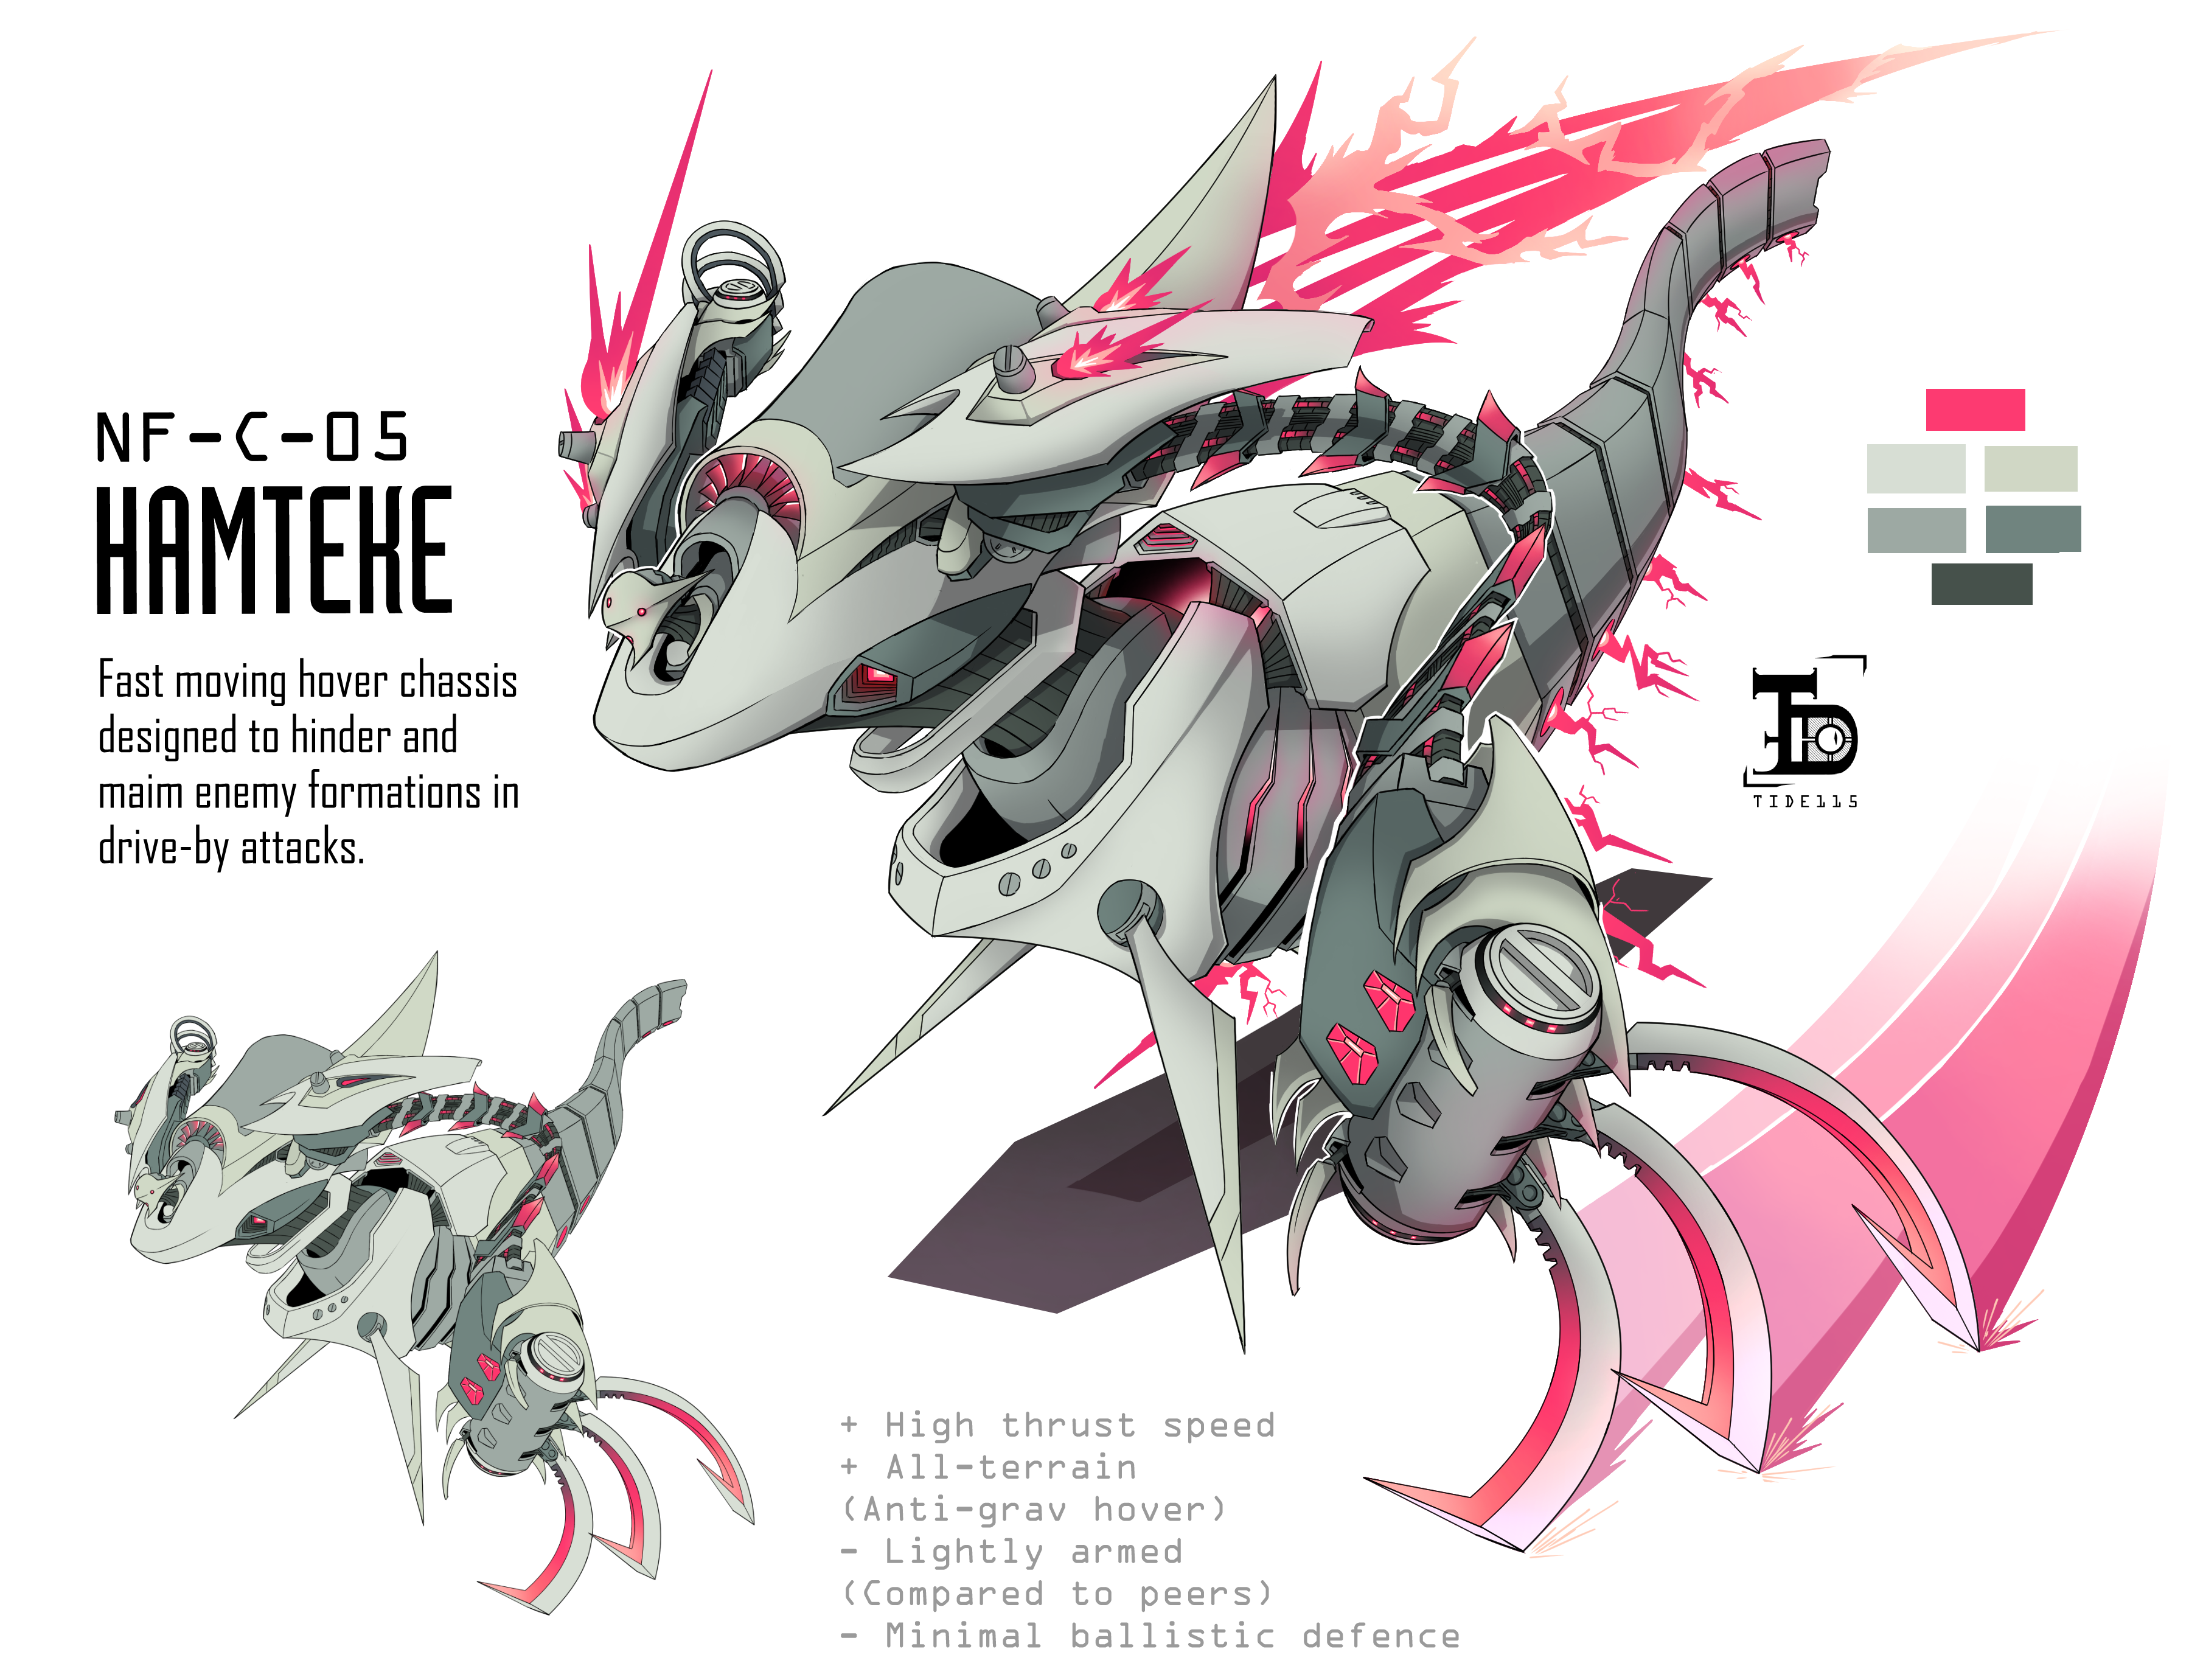 NF-C-05
HAMTEKE
Fast moving hover chassis
designed to hinder and
maim enemy formations in
drive-by attacks.
TIDE115
+ High thrust speed
+ All-terrain
(Anti-grav hover)
- Lightly armed
(Compared to peers)
- Minimal ballistic defence